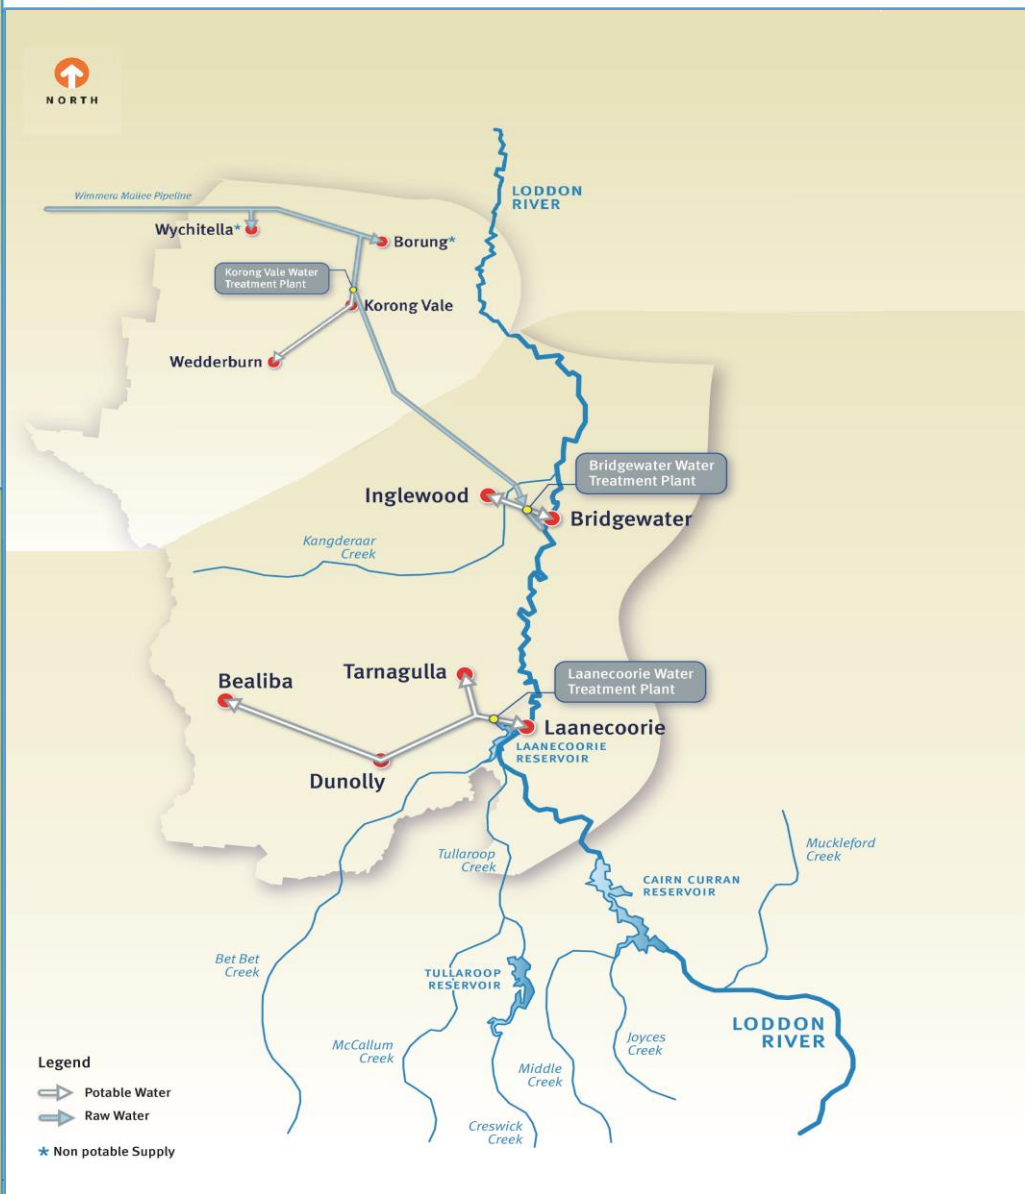 NORTH
LODDON
RIVER
Wimmera Mallee Pipeline
Wychitella*
Borung*
Korong Vale Water
Treatment Plant
Korong Vale
Wedderburn
Bridgewater Water
Treatment Plant
Inglewood
Bridgewater
Kangderaar
Creek
Laanecoorie Water
Treatment Plant
Tarnagulla
Bealiba
Laanecoorie
LAANECOORIE
RESERVOIR
Dunolly
Muckleford
Creek
Tullaroop
Creek
CAIRN CURRAN
RESERVOIR
Bet Bet
Creek
TULLAROOP
RESERVOIR
LODDON
RIVER
McCallum
Creek
Joyces
Creek
Middle
Creek
Creswick
Creek
Legend
Potable Water
Raw Water
* Non potable Supply